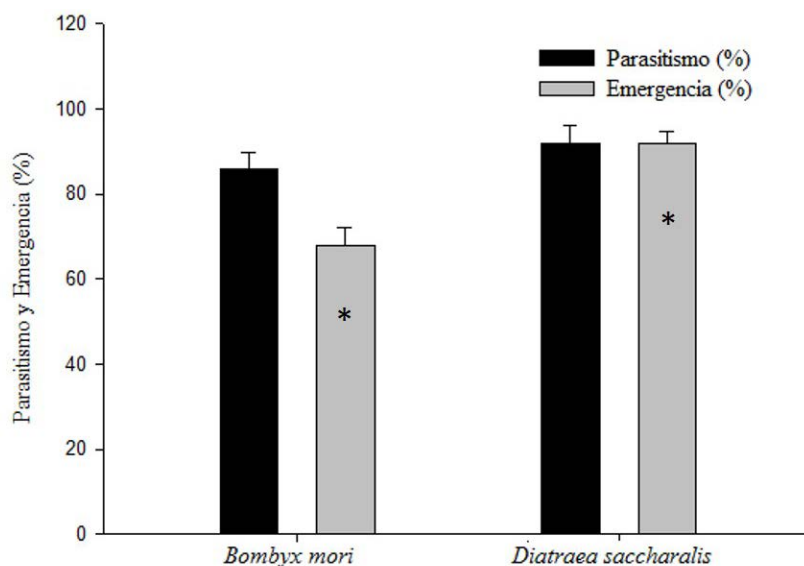 120
100
80
60
40
20
0
Parasitismo y Emergencia (%)
Parasitismo (%)
Emergencia (%)
*
*
Bombyx mori
Diatraea saccharalis